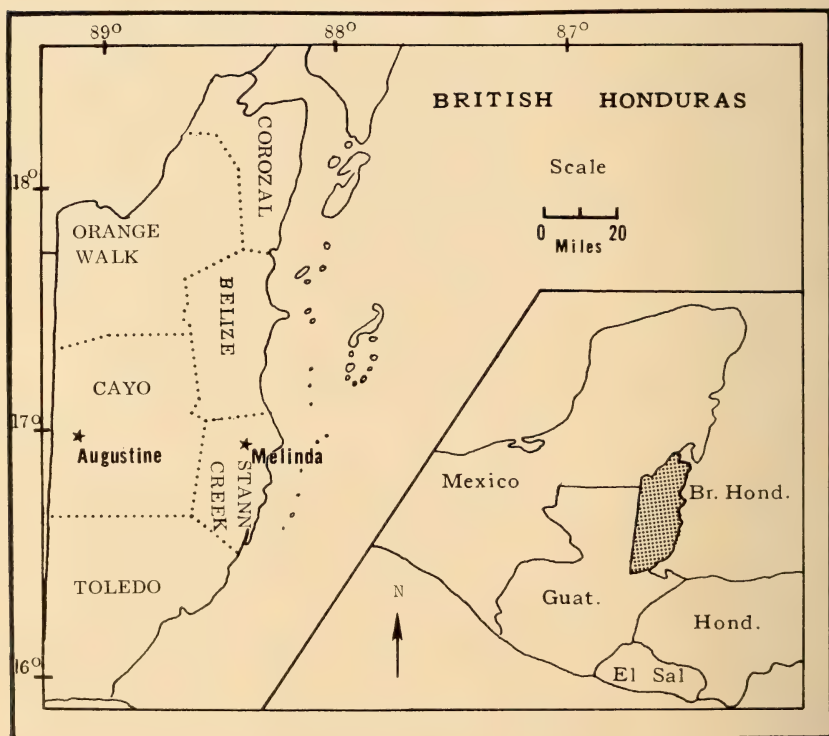 89°
88°
87°
BRITISH HONDURAS
Scale
0 20
Miles
18°
17°
16°
COROZAL
ORANGE
WALK
BELIZE
CAYO
Augustine
Melinda
STANN
CREEK
TOLEDO
Mexico
Br. Hond.
Guat.
Hond.
El Sal
N